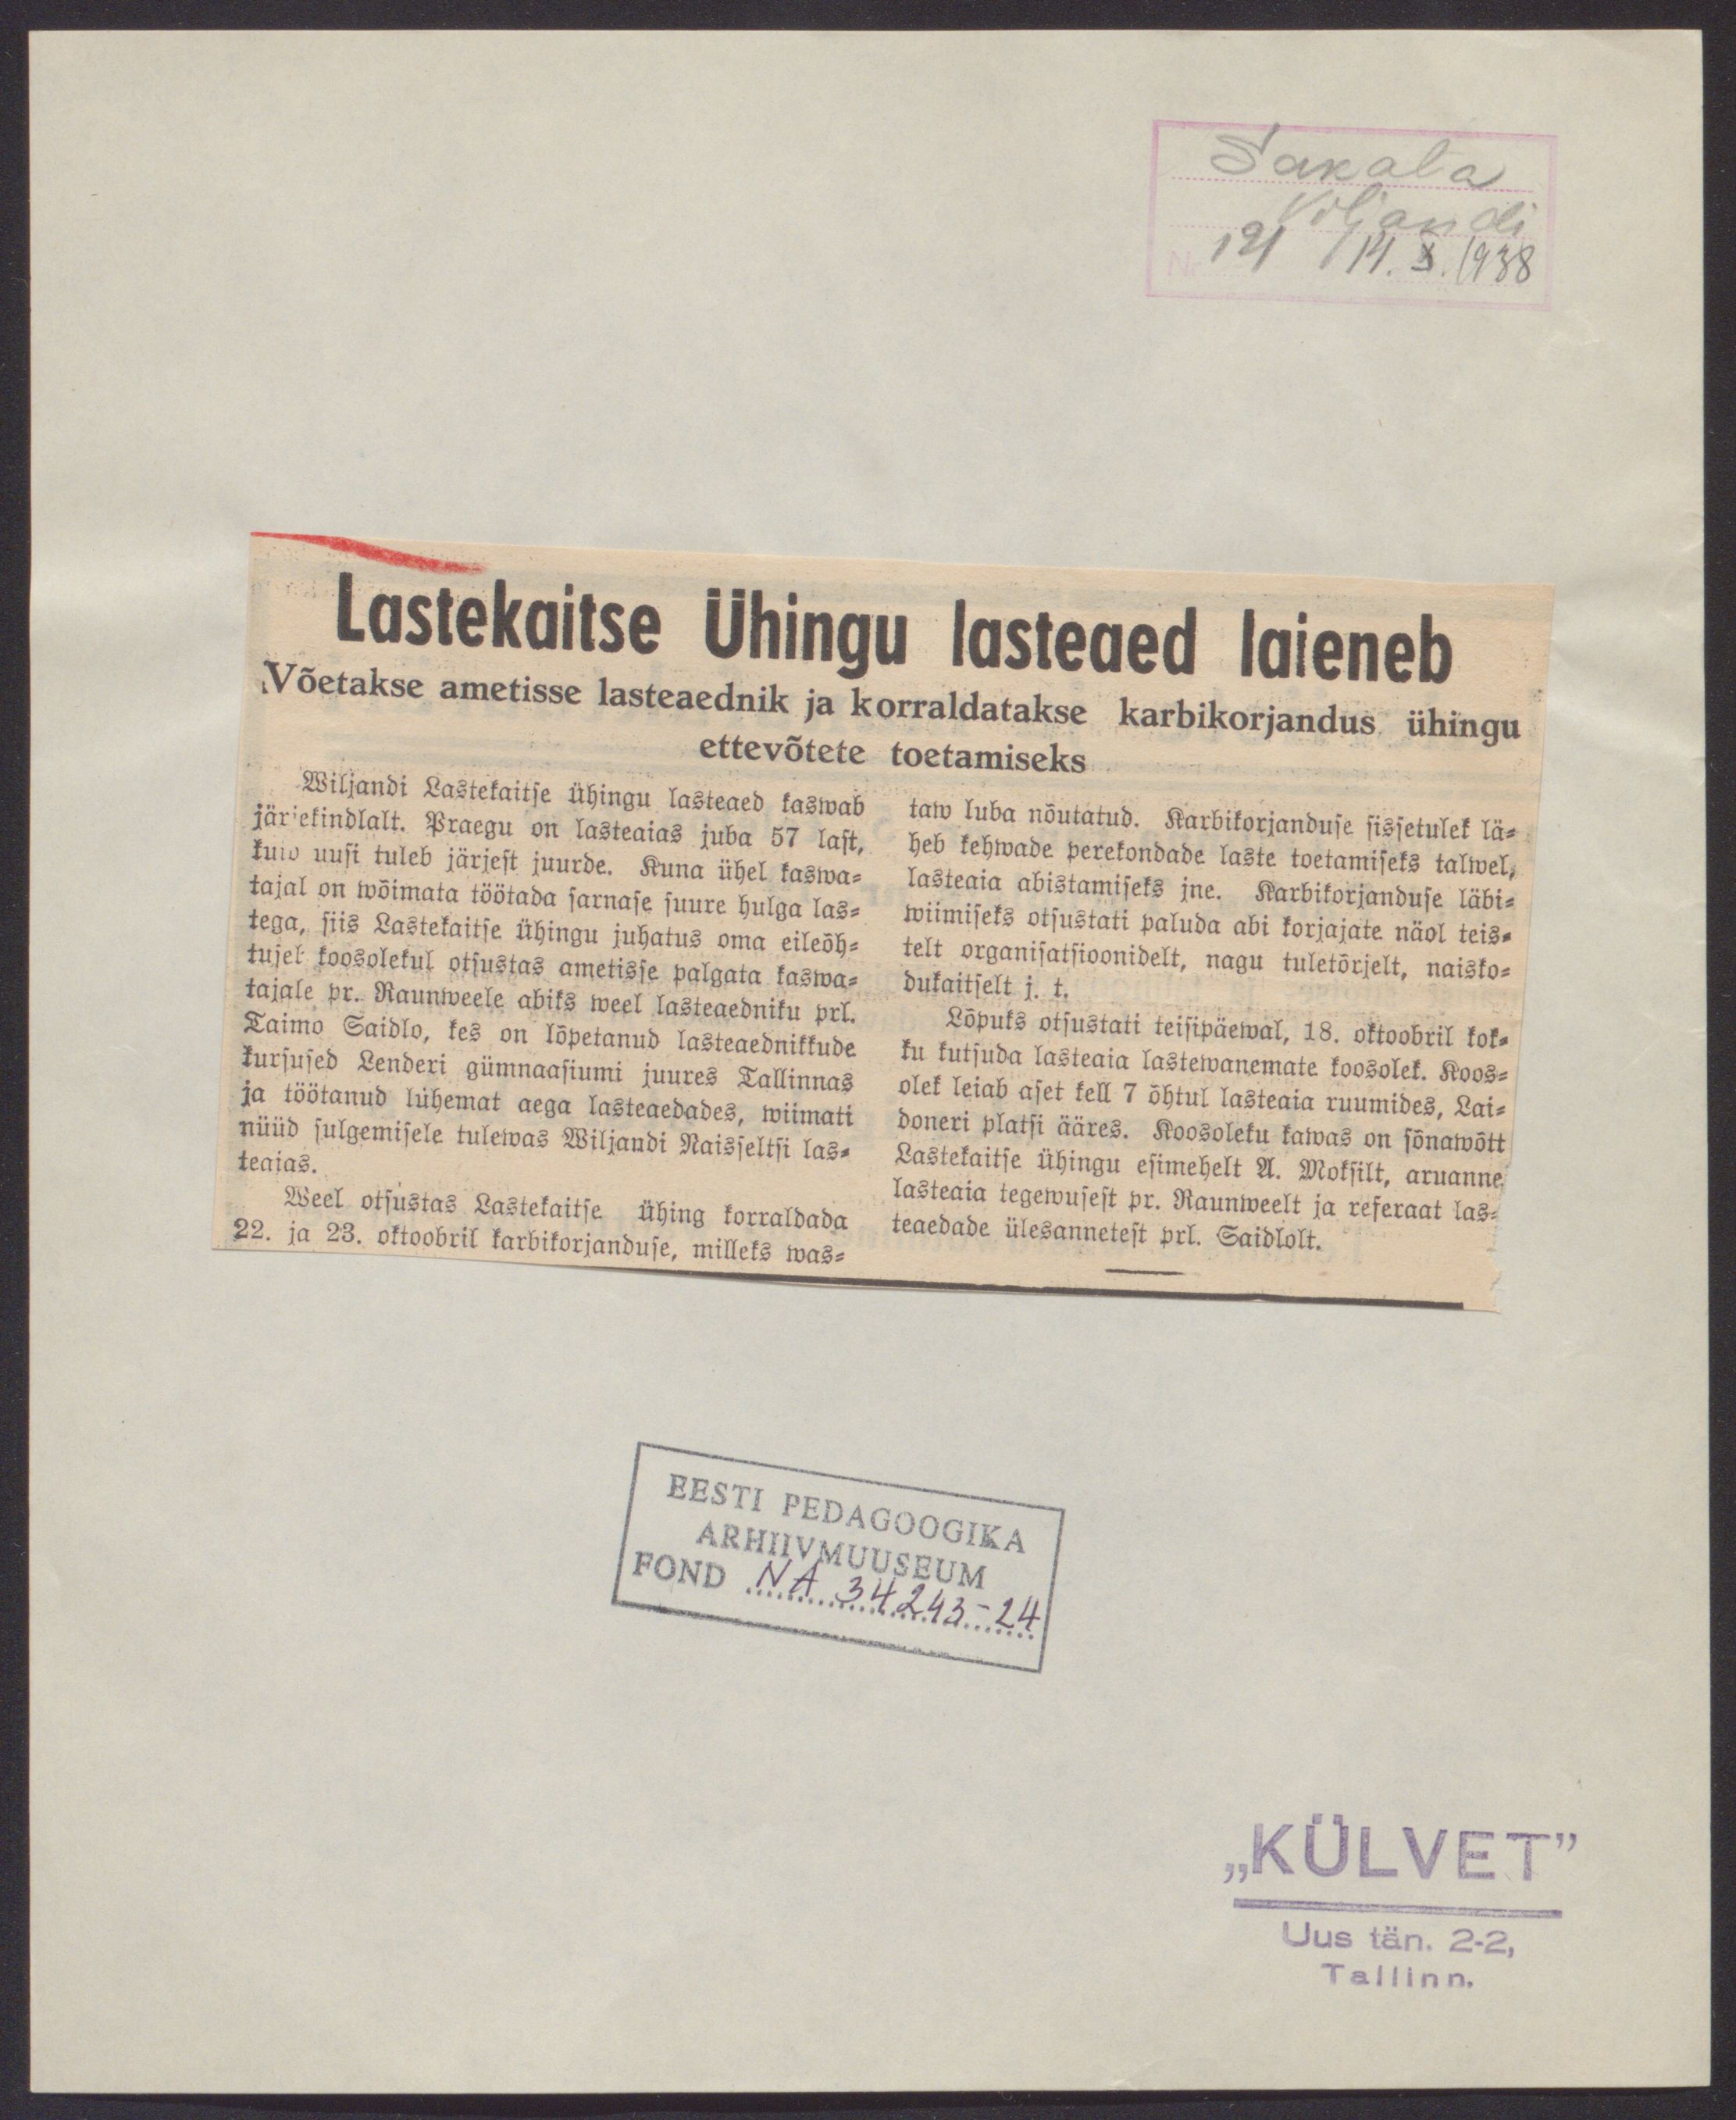 Sakala
Viljandi
Nr. 121 14. X. 1938
Lastekaitse Ühingu lasteaed laieneb
Võetakse ametisse lasteaednik ja korraldatakse karbikorjandus ühingu
ettevõtete toetamiseks
Wiljandi Lastekaitse ühingu lasteaed kaswab
järjekindlalt. Praegu on lasteaias juba 57 last,
kuid uusi tuleb järjest juurde. Kuna ühel kaswa-
tajal on wõimata töötada sarnase suure hulga las-
tega, siis Lastekaitse ühingu juhatus oma eileõh-
tusel koosolekul otsustas ametisse palgata kaswa-
tajale pr. Raunweele abiks weel lasteaedniku prl.
Taimo Saidlo, kes on lõpetanud lasteaednikkude
kursused Lenderi gümnaasiumi juures Tallinnas
ja töötanud lühemat aega lasteaedades, wiimati
nüüd sulgemisele tulewas Wiljandi Naisseltsi las-
teaias.
Weel otsustas Lastekaitse ühing korraldada
22. ja 23. oktoobril karbikorjanduse, milleks was-
taw luba nõutatud. Karbikorjanduse sissetulek lä-
heb kehwade perekondade laste toetamiseks talwel,
lasteaia abistamiseks jne. Karbikorjanduse läbi-
wiimiseks otsustati paluda abi korjajate näol teis-
telt organisatsioonidelt, nagu tuletõrjelt, naisko-
dukaitselt j. t.
Lõpuks otsustati teisipäewal, 18. oktoobril kok-
ku kutsuda lasteaia lastewanemate koosolek. Koos-
olek leiab aset kell 7 õhtul lasteaia ruumides, Lai-
doneri platsi ääres. Koosoleku kawas on sõnawõtt
Lastekaitse ühingu esimehelt A. Moksilt, aruanne
lasteaia tegewusest pr. Raunweelt ja referaat las-
teaedade ülesannetest prl. Saidlolt.
EESTI PEDAGOOGIKA
ARHIIVMUUSEUM
FOND NA 34243-24
„KÜLVET”
Uus tän. 2-2,
Tallinn.